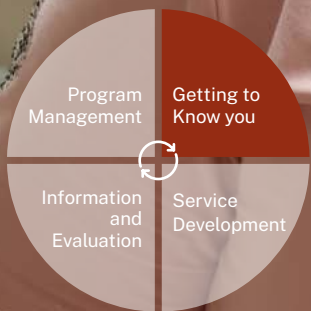 Program
Management
Getting to
Know you
Information
and
Evaluation
Service
Development